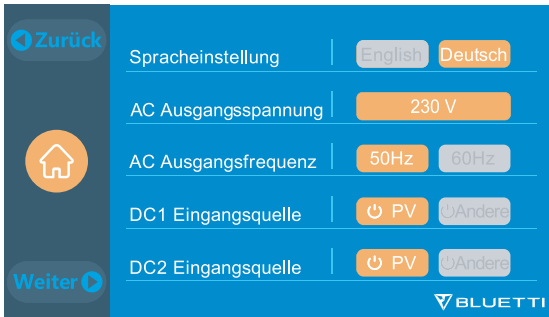 Zurück
Spracheinstellung English Deutsch
AC Ausgangsspannung 230 V
AC Ausgangsfrequenz 50Hz 60Hz
DC1 Eingangsquelle PV Andere
DC2 Eingangsquelle PV Andere
Weiter
BLUETTI